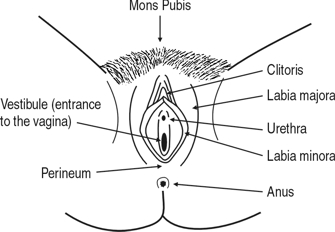 Mons Pubis
Clitoris
Labia majora
Vestibule (entrance
to the vagina)
Urethra
Labia minora
Perineum
Anus